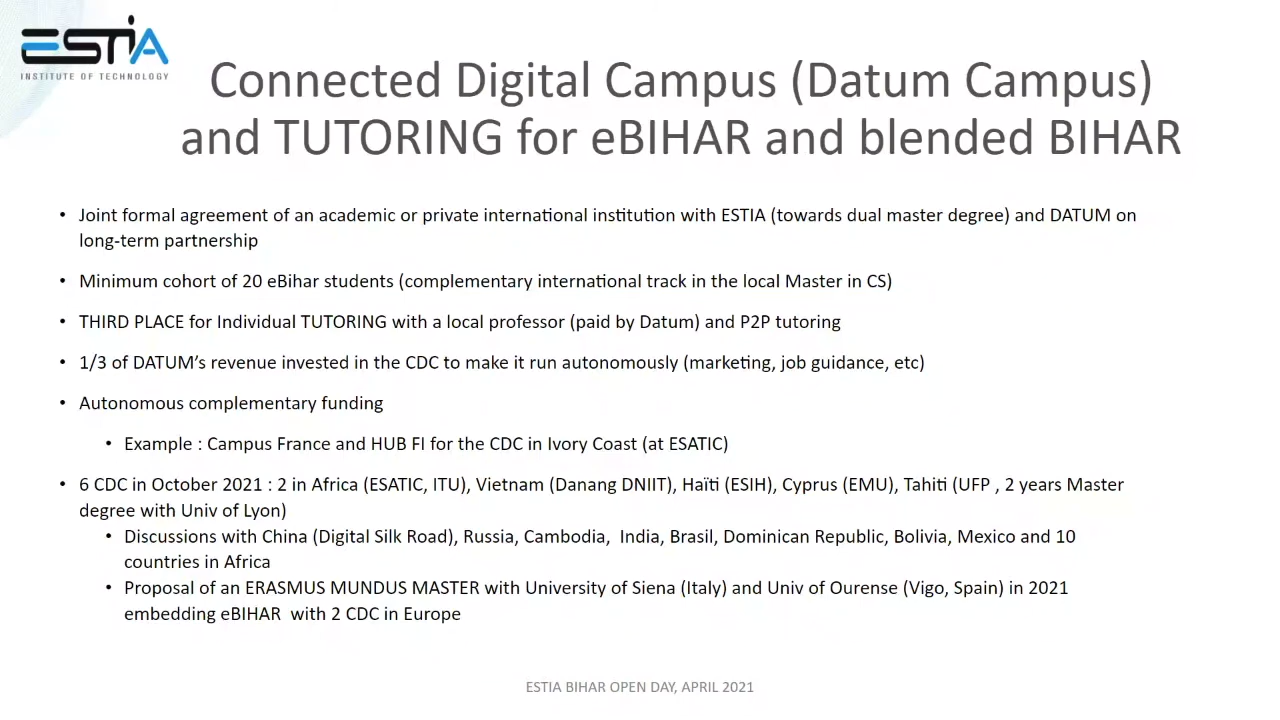 ESTIA
INSTITUTE OF TECHNOLOGY
Connected Digital Campus (Datum Campus)
and TUTORING for eBIHAR and blended BIHAR
• Joint formal agreement of an academic or private international institution with ESTIA (towards dual master degree) and DATUM on
long-term partnership
• Minimum cohort of 20 eBihar students (complementary international track in the local Master in CS)
• THIRD PLACE for Individual TUTORING with a local professor (paid by Datum) and P2P tutoring
• 1/3 of DATUM’s revenue invested in the CDC to make it run autonomously (marketing, job guidance, etc)
• Autonomous complementary funding
• Example : Campus France and HUB FI for the CDC in Ivory Coast (at ESATIC)
• 6 CDC in October 2021 : 2 in Africa (ESATIC, ITU), Vietnam (Danang DNIIT), Haïti (ESIH), Cyprus (EMU), Tahiti (UFP , 2 years Master
degree with Univ of Lyon)
• Discussions with China (Digital Silk Road), Russia, Cambodia,  India, Brasil, Dominican Republic, Bolivia, Mexico and 10
countries in Africa
• Proposal of an ERASMUS MUNDUS MASTER with University of Siena (Italy) and Univ of Ourense (Vigo, Spain) in 2021
embedding eBIHAR  with 2 CDC in Europe
ESTIA BIHAR OPEN DAY, APRIL 2021